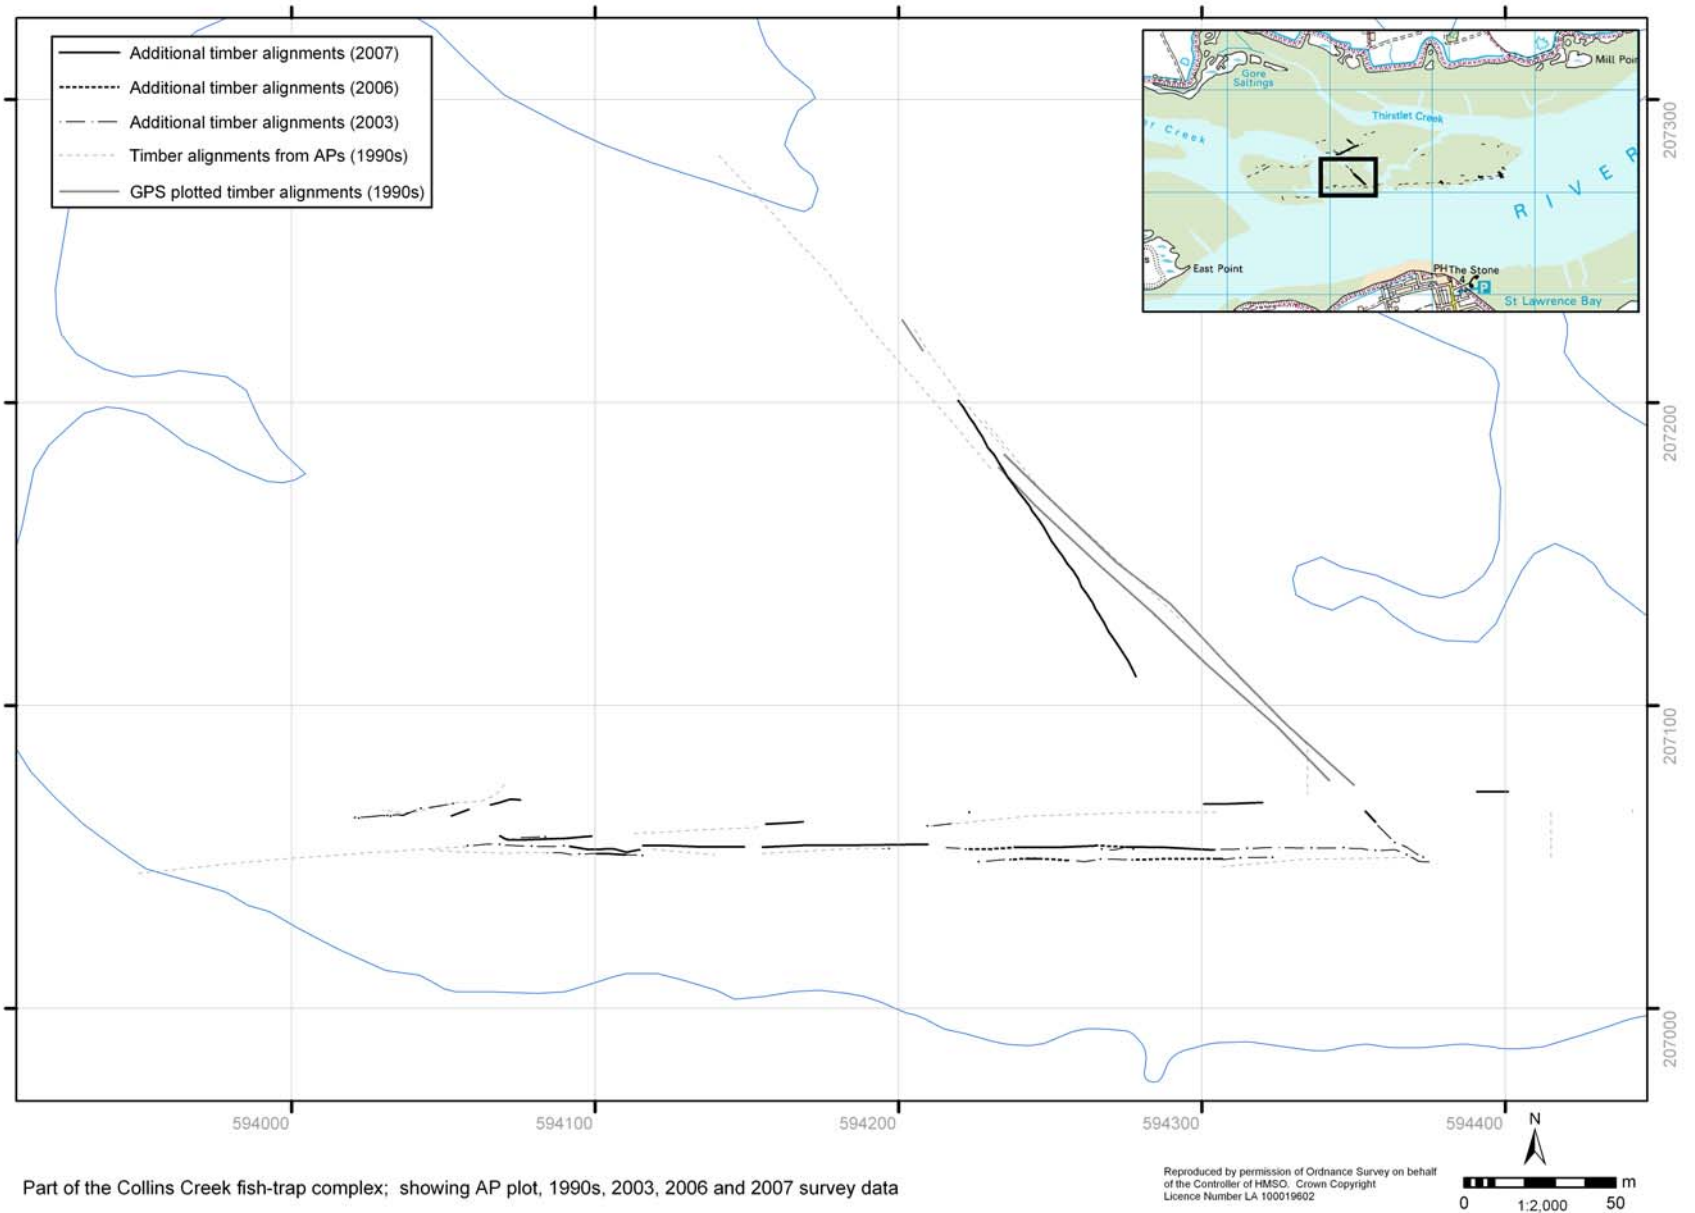 Additional timber alignments (2007)
Additional timber alignments (2006)
Additional timber alignments (2003)
Timber alignments from APs (1990s)
GPS plotted timber alignments (1990s)
Mill Poin
Gore
Saltings
Thirstlet Creek
er Creek
RIVER
East Point
PH The Stone
4
P
St Lawrence Bay
207300
207200
207100
207000
594000
594100
594200
594300
594400
N
Part of the Collins Creek fish-trap complex; showing AP plot, 1990s, 2003, 2006 and 2007 survey data
Reproduced by permission of Ordnance Survey on behalf
of the Controller of HMSO. Crown Copyright
Licence Number LA 100019602
m
0
1:2,000
50